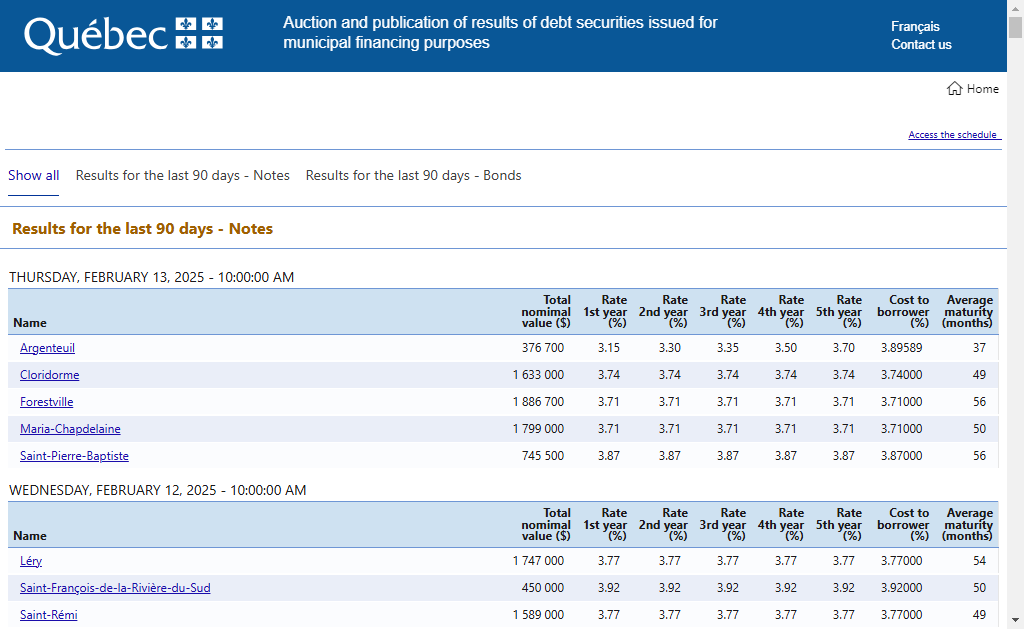 Québec
Auction and publication of results of debt securities issued for
municipal financing purposes
Français
Contact us
Home
Access the schedule
Show all Results for the last 90 days - Notes Results for the last 90 days - Bonds
Results for the last 90 days - Notes
THURSDAY, FEBRUARY 13, 2025 - 10:00:00 AM
Name Total nomimal value ($) Rate 1st year (%) Rate 2nd year (%) Rate 3rd year (%) Rate 4th year (%) Rate 5th year (%) Cost to borrower (%) Average maturity (months)
Argenteuil 376 700 3.15 3.30 3.35 3.50 3.70 3.89589 37
Cloridorme 1 633 000 3.74 3.74 3.74 3.74 3.74 3.74000 49
Forestville 1 886 700 3.71 3.71 3.71 3.71 3.71 3.71000 56
Maria-Chapdelaine 1 799 000 3.71 3.71 3.71 3.71 3.71 3.71000 50
Saint-Pierre-Baptiste 745 500 3.87 3.87 3.87 3.87 3.87 3.87000 56
WEDNESDAY, FEBRUARY 12, 2025 - 10:00:00 AM
Name Total nomimal value ($) Rate 1st year (%) Rate 2nd year (%) Rate 3rd year (%) Rate 4th year (%) Rate 5th year (%) Cost to borrower (%) Average maturity (months)
Léry 1 747 000 3.77 3.77 3.77 3.77 3.77 3.77000 54
Saint-François-de-la-Rivière-du-Sud 450 000 3.92 3.92 3.92 3.92 3.92 3.92000 50
Saint-Rémi 1 589 000 3.77 3.77 3.77 3.77 3.77 3.77000 49